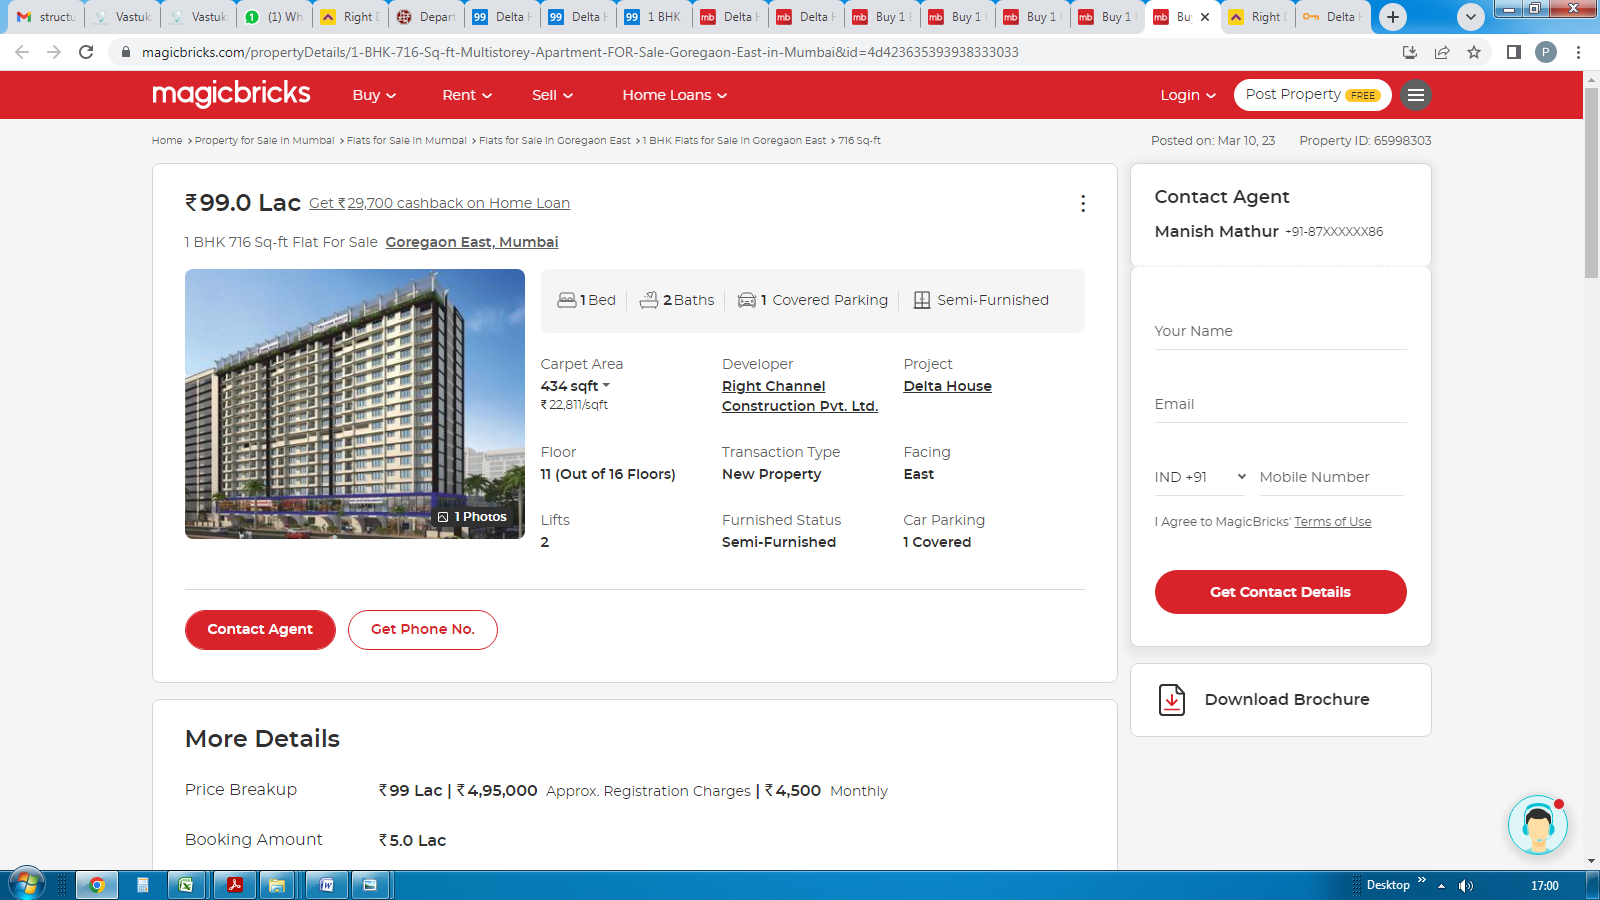 structu
Vastuk
Vastuk
(1) Wh
Right
Depart
Delta H
Delta H
1 BHK
Delta H
Delta H
Buy 1
Buy 1
Buy 1
Buy 1
Bu
Right
Delta
magicbricks.com/propertyDetails/1-BHK-716-Sq-ft-Multistorey-Apartment-FOR-Sale-Goregaon-East-in-Mumbai&id=4d423635393938333033
P
magicbricks Buy Rent Sell Home Loans Login Post Property FREE
Home > Property for Sale in Mumbai > Flats for Sale in Mumbai > Flats for Sale in Goregaon East > 1 BHK Flats for Sale in Goregaon East > 716 Sq-ft
Posted on: Mar 10, 23 Property ID: 65998303
₹99.0 Lac Get ₹29,700 cashback on Home Loan
1 BHK 716 Sq-ft Flat For Sale Goregaon East, Mumbai
1 Photos
1 Bed 2 Baths 1 Covered Parking Semi-Furnished
Carpet Area Developer Project
434 sqft Right Channel Delta House
₹22,811/sqft Construction Pvt. Ltd.
Floor Transaction Type Facing
11 (Out of 16 Floors) New Property East
Lifts Furnished Status Car Parking
2 Semi-Furnished 1 Covered
Contact Agent Get Phone No.
Contact Agent
Manish Mathur +91-87XXXXXX86
Your Name
Email
IND +91 Mobile Number
I Agree to MagicBricks' Terms of Use
Get Contact Details
Download Brochure
More Details
Price Breakup ₹99 Lac | ₹4,95,000 Approx. Registration Charges | ₹4,500 Monthly
Booking Amount ₹5.0 Lac
Desktop 17:00